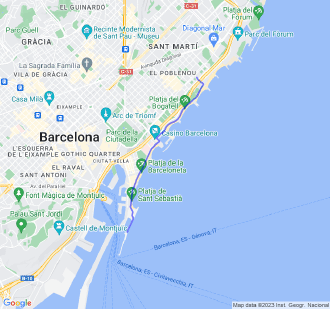 EL GUINARDÓ
C-31
Platja del
Fòrum
Recinte Modernista
de Sant Pau - Museu
Diagonal Mar
Parc del Fòrum
Parc Güell
GRÀCIA
SANT MARTÍ
La Sagrada Família
VILA DE GRÀCIA
C-31
EL POBLENOU
Casa Milà
EIXAMPLE
Platja del
Bogatell
Arc de Triomf
Barcelona
Parc de la
Ciutadella
Casino Barcelona
L'ESQUERRA
DE L'EIXAMPLE
GOTHIC QUARTER
CIUTAT-VELLA
EL RAVAL
Platja de la
Barceloneta
SANT ANTONI
Av. del Paral·lel
Font Màgica de Montjuïc
Platja de
Sant Sebastià
Palau Sant Jordi
Castell de Montjuïc
Barcelona, ES - Genova, IT
B-10
Barcelona, ES - Civitavecchia, IT
Google
Map data ©2023 Inst. Geogr. Nacional